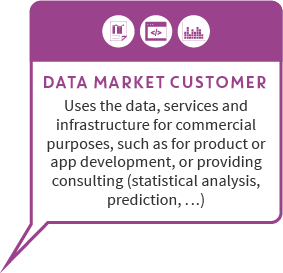 DATA MARKET CUSTOMER
Uses the data, services and
infrastructure for commercial
purposes, such as for product or
app development, or providing
consulting (statistical analysis,
prediction, …)